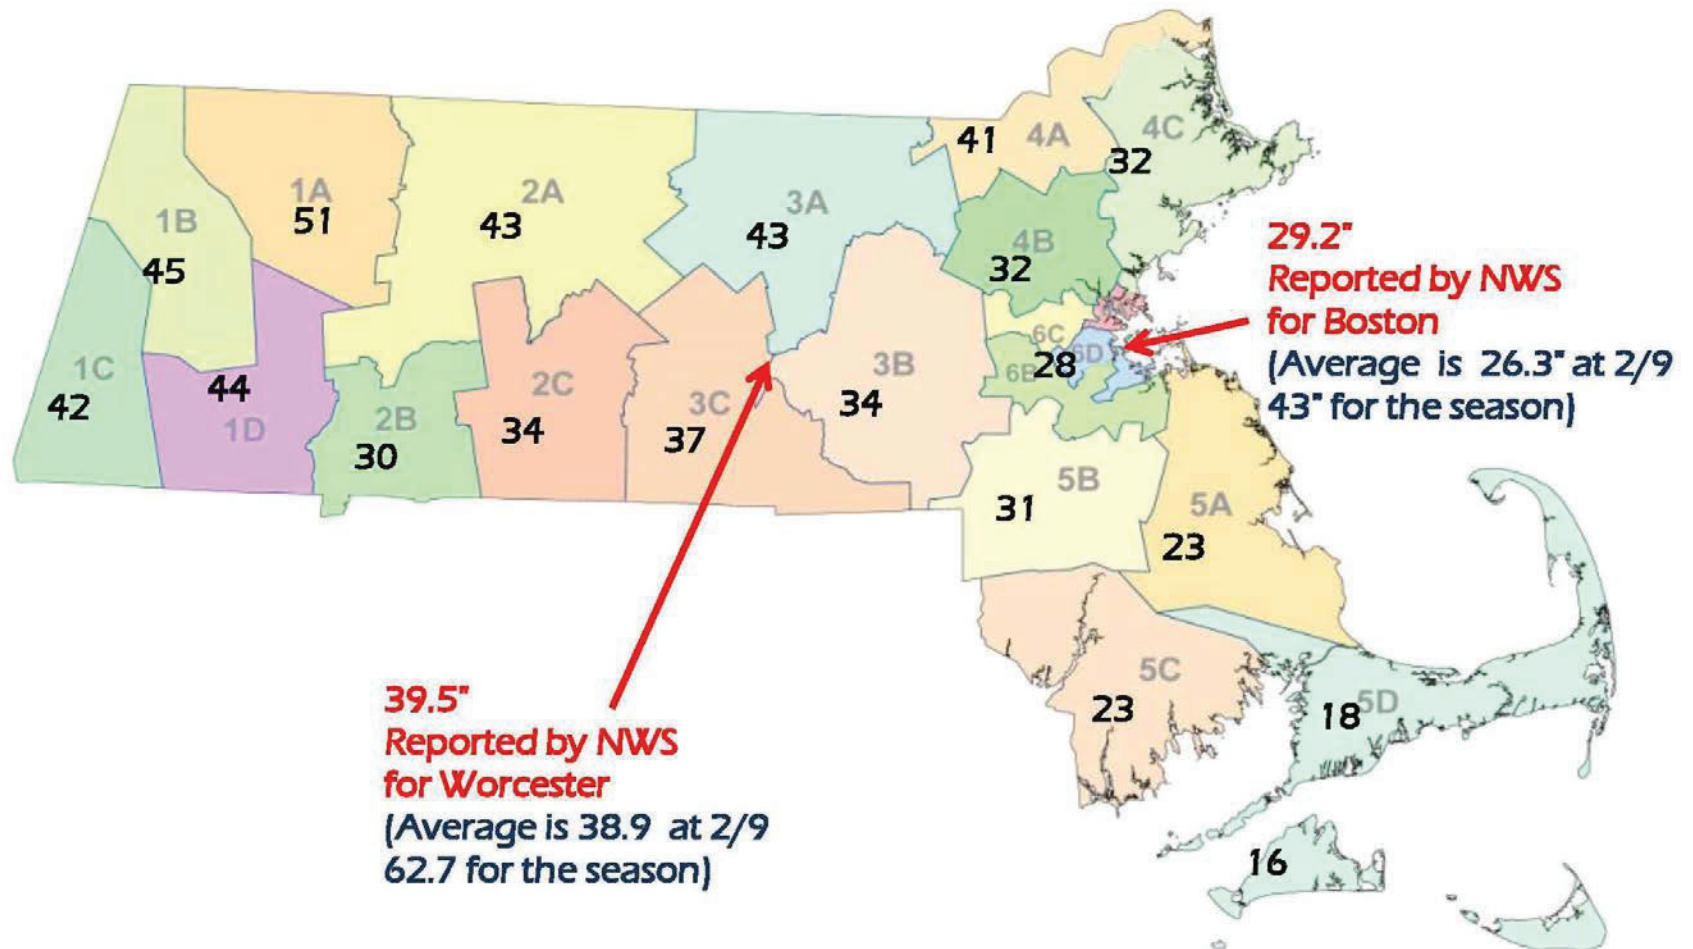 4A
41
4C
32
1A
51
2A
43
3A
43
1B
45
4B
32
29.2"
Reported by NWS
for Boston
(Average is 26.3" at 2/9
43" for the season)
6C
6D
28
6B
1C
42
44
1D
2B
30
2C
34
3C
37
3B
34
5B
31
5A
23
5C
23
5D
18
16
39.5"
Reported by NWS
for Worcester
(Average is 38.9 at 2/9
62.7 for the season)